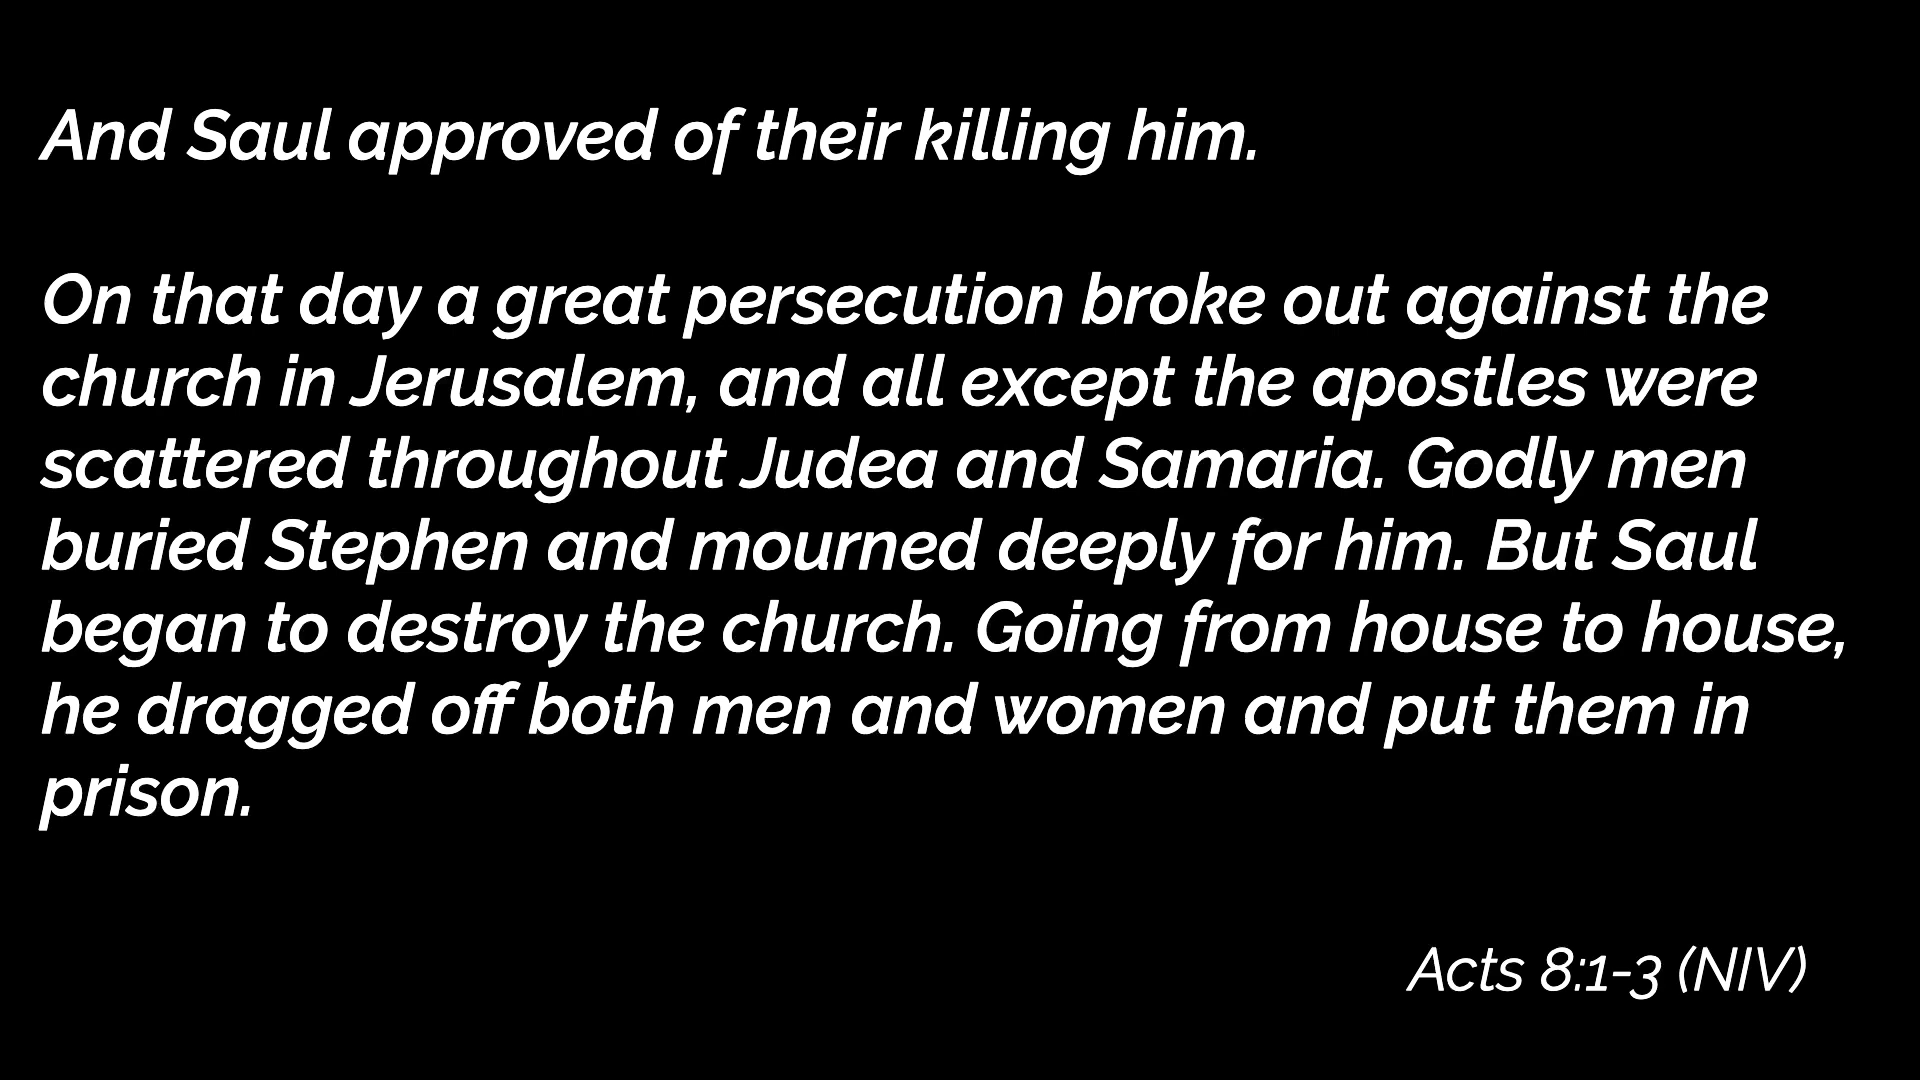 And Saul approved of their killing him.
On that day a great persecution broke out against the
church in Jerusalem, and all except the apostles were
scattered throughout Judea and Samaria. Godly men
buried Stephen and mourned deeply for him. But Saul
began to destroy the church. Going from house to house,
he dragged off both men and women and put them in
prison.
Acts 8:1-3 (NIV)